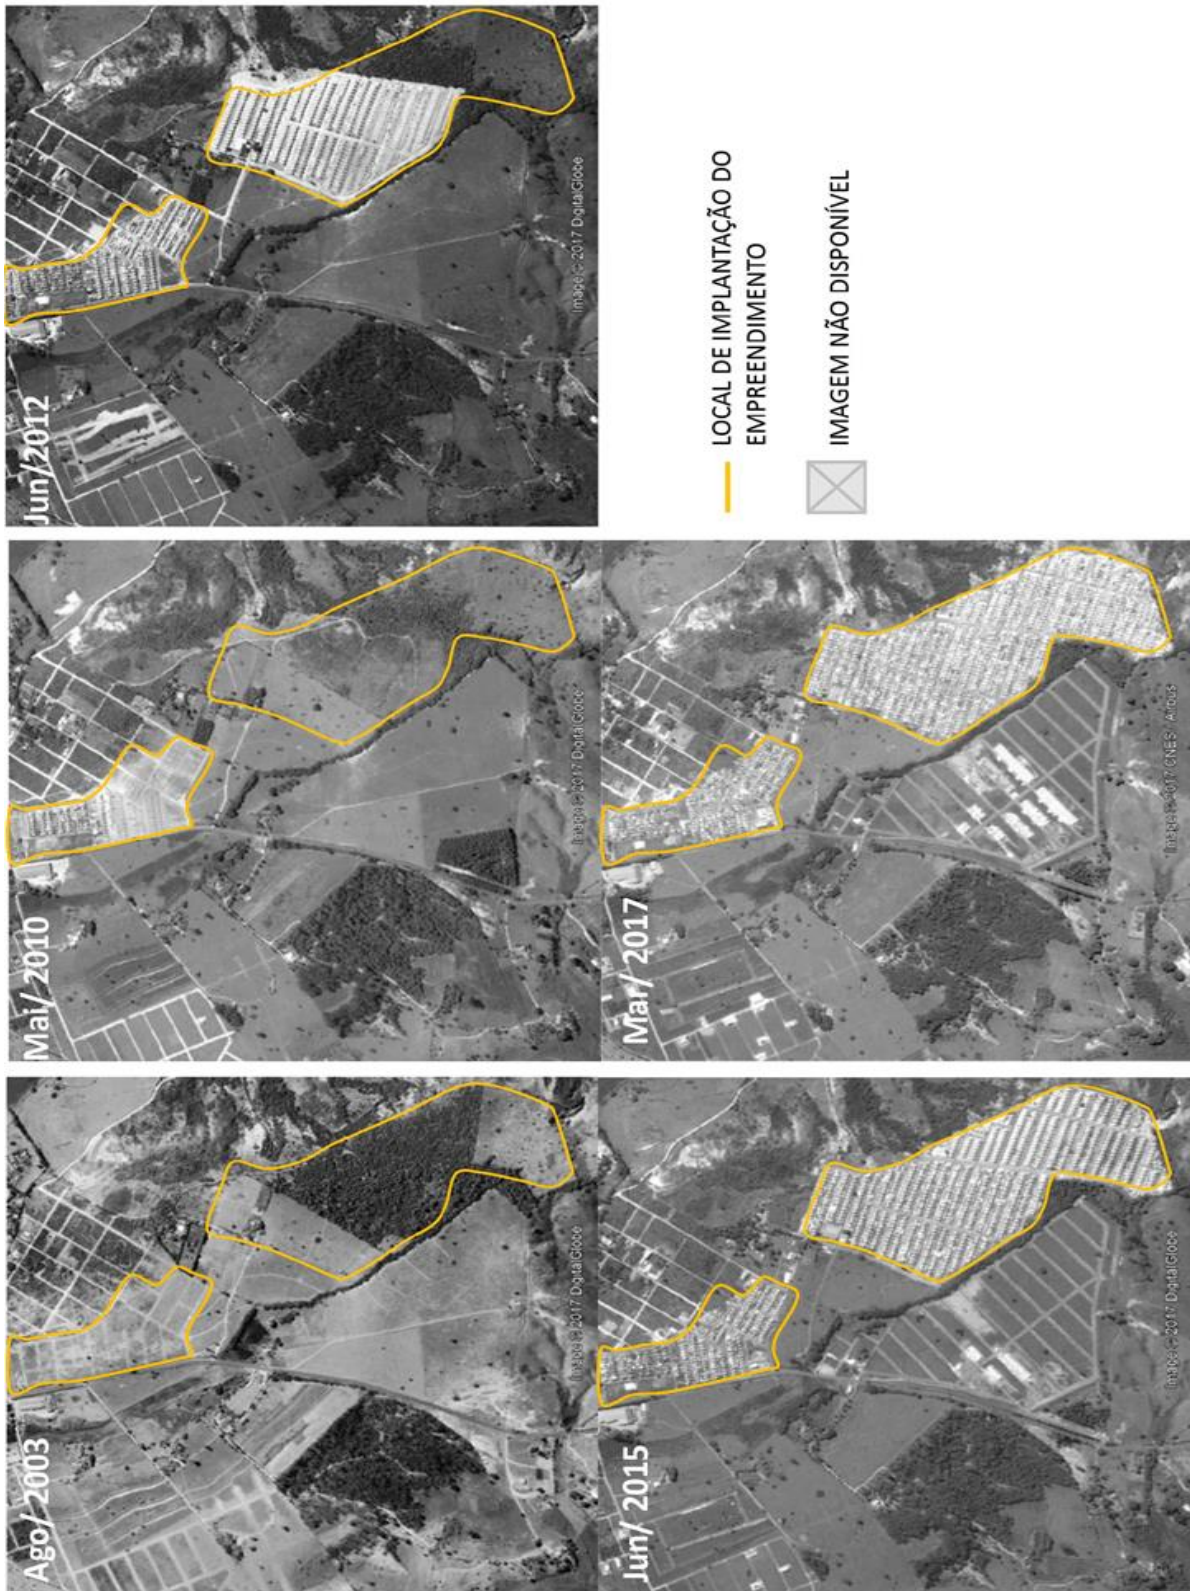 Ago/ 2003
Image © 2017 DigitalGlobe
Mai/ 2010
Image © 2017 DigitalGlobe
Jun/2012
Image © 2017 DigitalGlobe
Jun/ 2015
Image © 2017 DigitalGlobe
Mar/ 2017
Image © 2017 CNES / Airbus
LOCAL DE IMPLANTAÇÃO DO
EMPREENDIMENTO
IMAGEM NÃO DISPONÍVEL